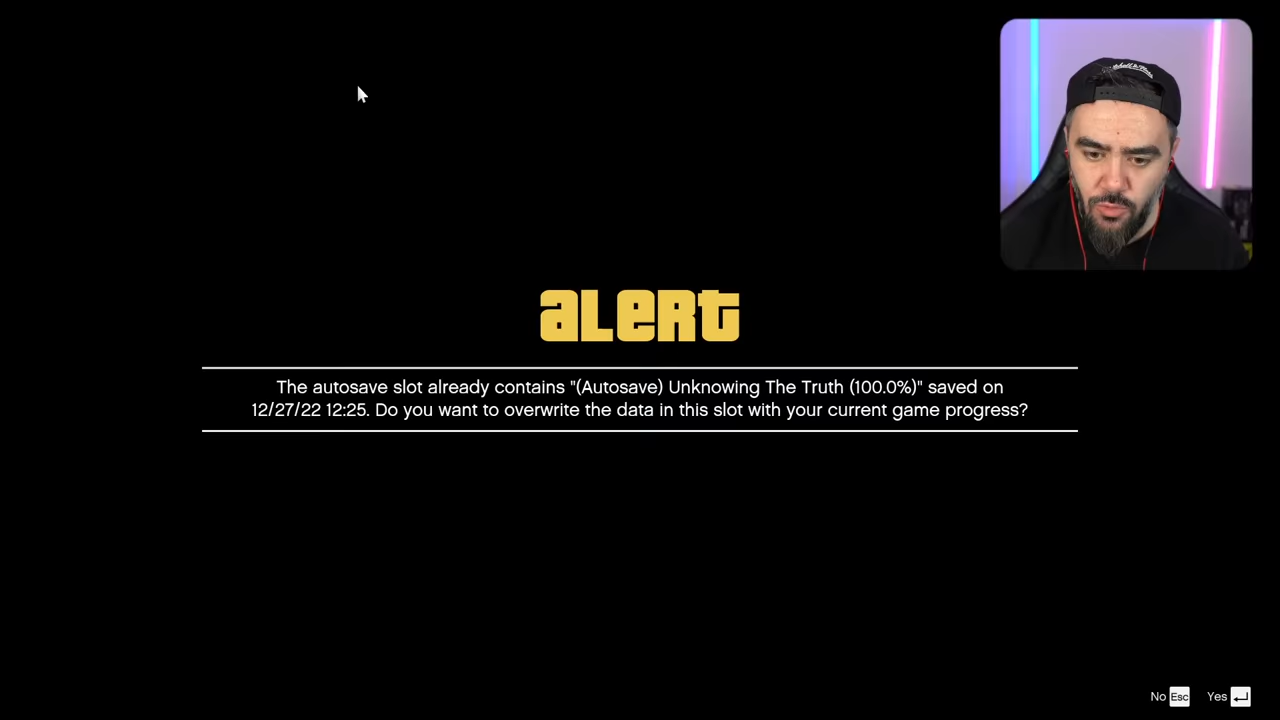 aLeRt
The autosave slot already contains "(Autosave) Unknowing The Truth (100.0%)" saved on
12/27/22 12:25. Do you want to overwrite the data in this slot with your current game progress?
No Esc Yes